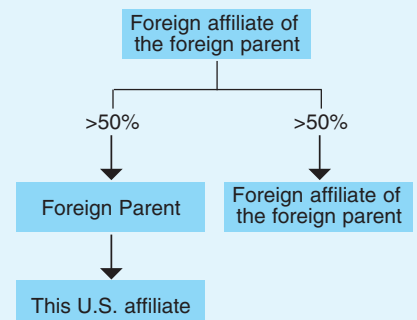 Foreign affiliate of
the foreign parent
>50%
>50%
Foreign Parent
Foreign affiliate of
the foreign parent
This U.S. affiliate